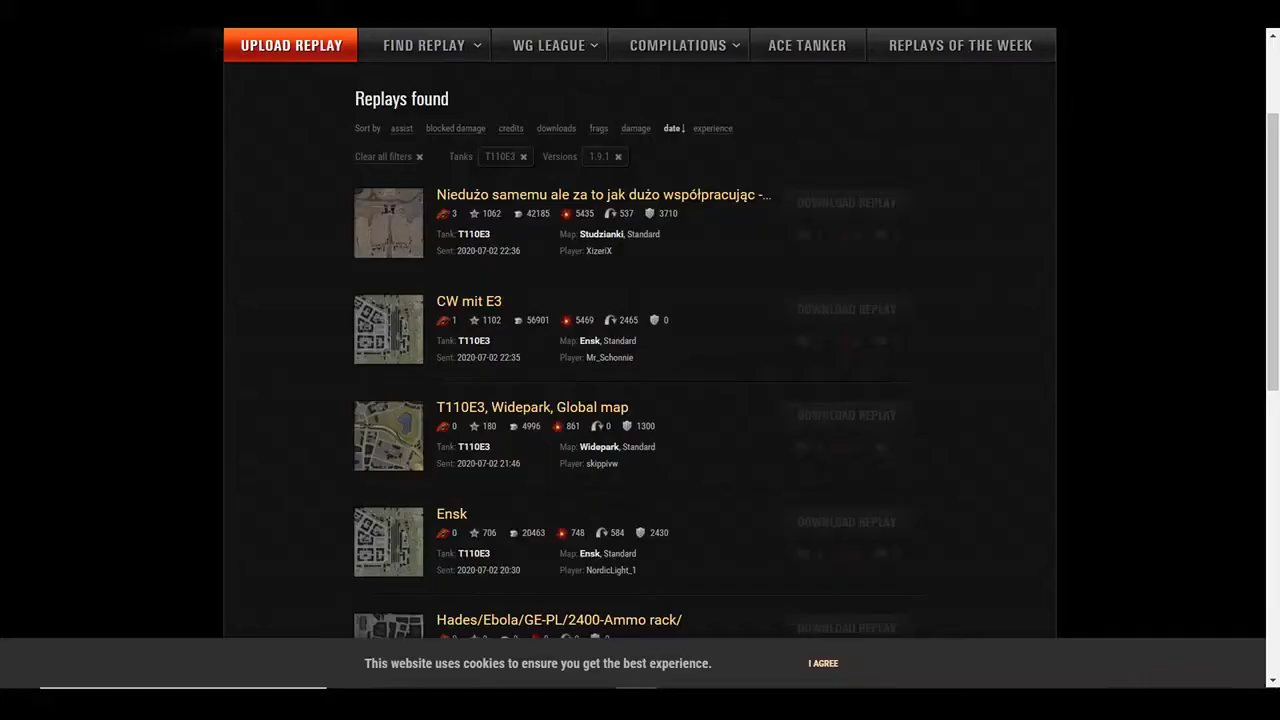 UPLOAD REPLAY FIND REPLAY WG LEAGUE COMPILATIONS ACE TANKER REPLAYS OF THE WEEK
Replays found
Sort by assist blocked damage credits downloads frags damage date↓ experience
Clear all filters × Tanks T110E3 × Versions 1.9.1 ×
Niedużo samemu ale za to jak dużo współpracując -...
DOWNLOAD REPLAY
3 1062 42185 5435 537 3710
Tank: T110E3 Map: Studzianki, Standard
Sent: 2020-07-02 22:36 Player: XizeriX
CW mit E3
DOWNLOAD REPLAY
1 1102 56901 5469 2465 0
Tank: T110E3 Map: Ensk, Standard
Sent: 2020-07-02 22:35 Player: Mr_Schonnie
T110E3, Widepark, Global map
DOWNLOAD REPLAY
0 180 4996 861 0 1300
Tank: T110E3 Map: Widepark, Standard
Sent: 2020-07-02 21:46 Player: skippivw
Ensk
DOWNLOAD REPLAY
0 706 20463 748 584 2430
Tank: T110E3 Map: Ensk, Standard
Sent: 2020-07-02 20:30 Player: NordicLight_1
Hades/Ebola/GE-PL/2400-Ammo rack/
DOWNLOAD REPLAY
This website uses cookies to ensure you get the best experience. I AGREE